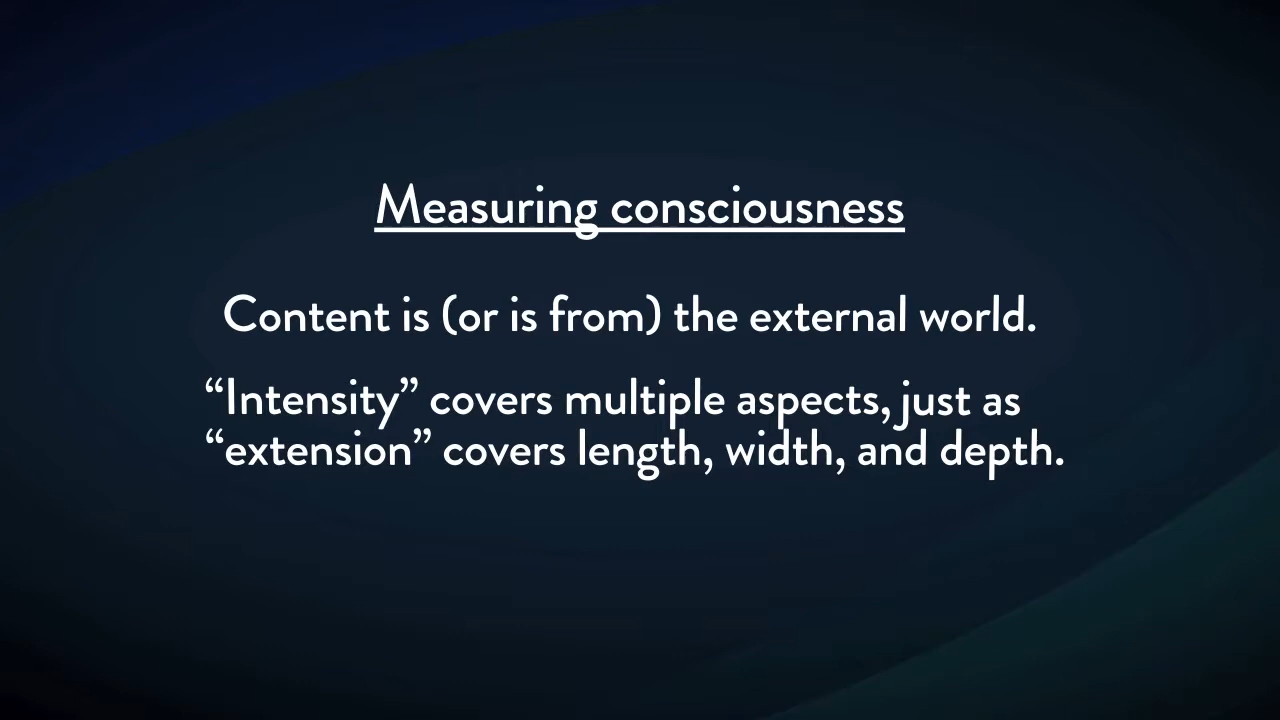 Measuring consciousness
Content is (or is from) the external world.
“Intensity” covers multiple aspects, just as
“extension” covers length, width, and depth.